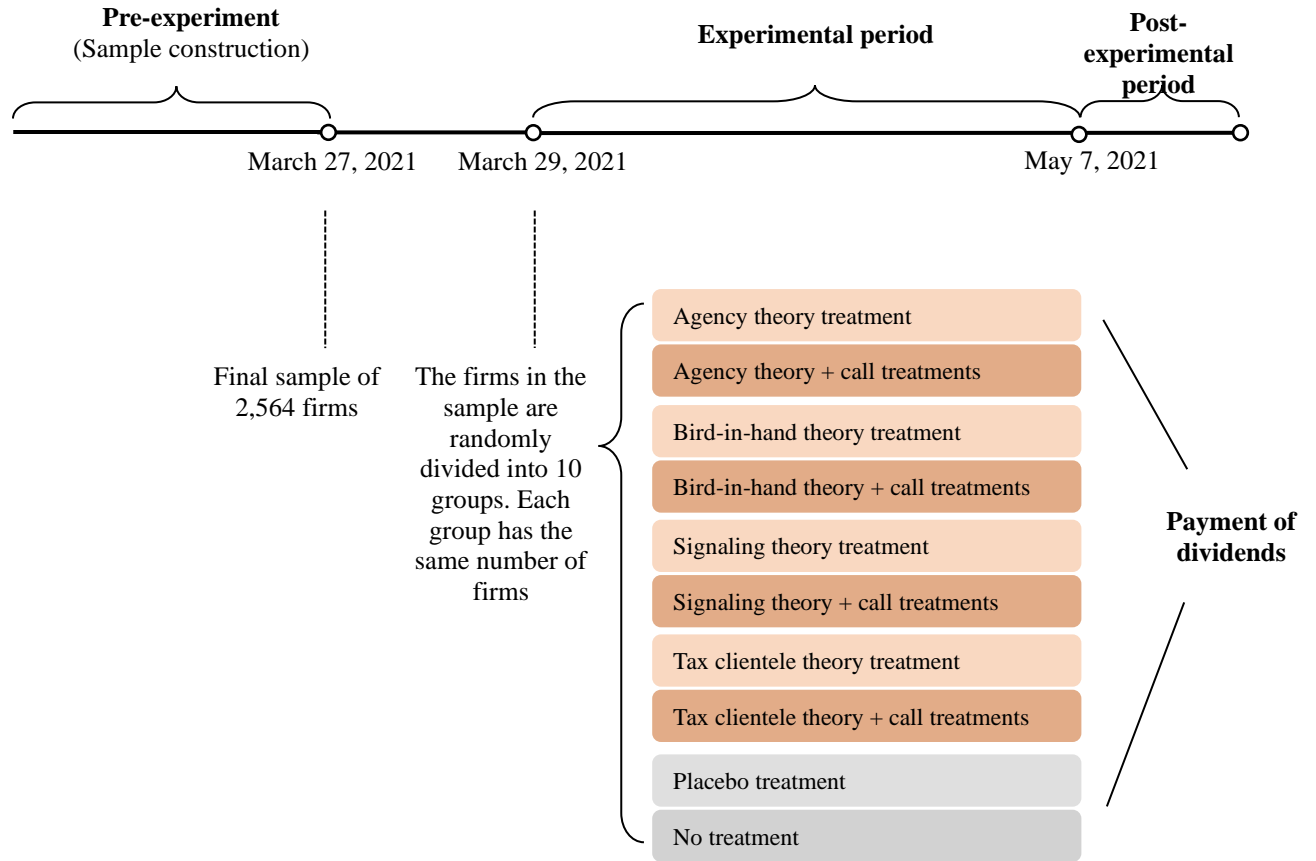 Pre-experiment
(Sample construction)
Experimental period
Post-
experimental
period
March 27, 2021
March 29, 2021
May 7, 2021
Final sample of
2,564 firms
The firms in the
sample are
randomly
divided into 10
groups. Each
group has the
same number of
firms
Agency theory treatment
Agency theory + call treatments
Bird-in-hand theory treatment
Bird-in-hand theory + call treatments
Signaling theory treatment
Signaling theory + call treatments
Tax clientele theory treatment
Tax clientele theory + call treatments
Placebo treatment
No treatment
Payment of
dividends